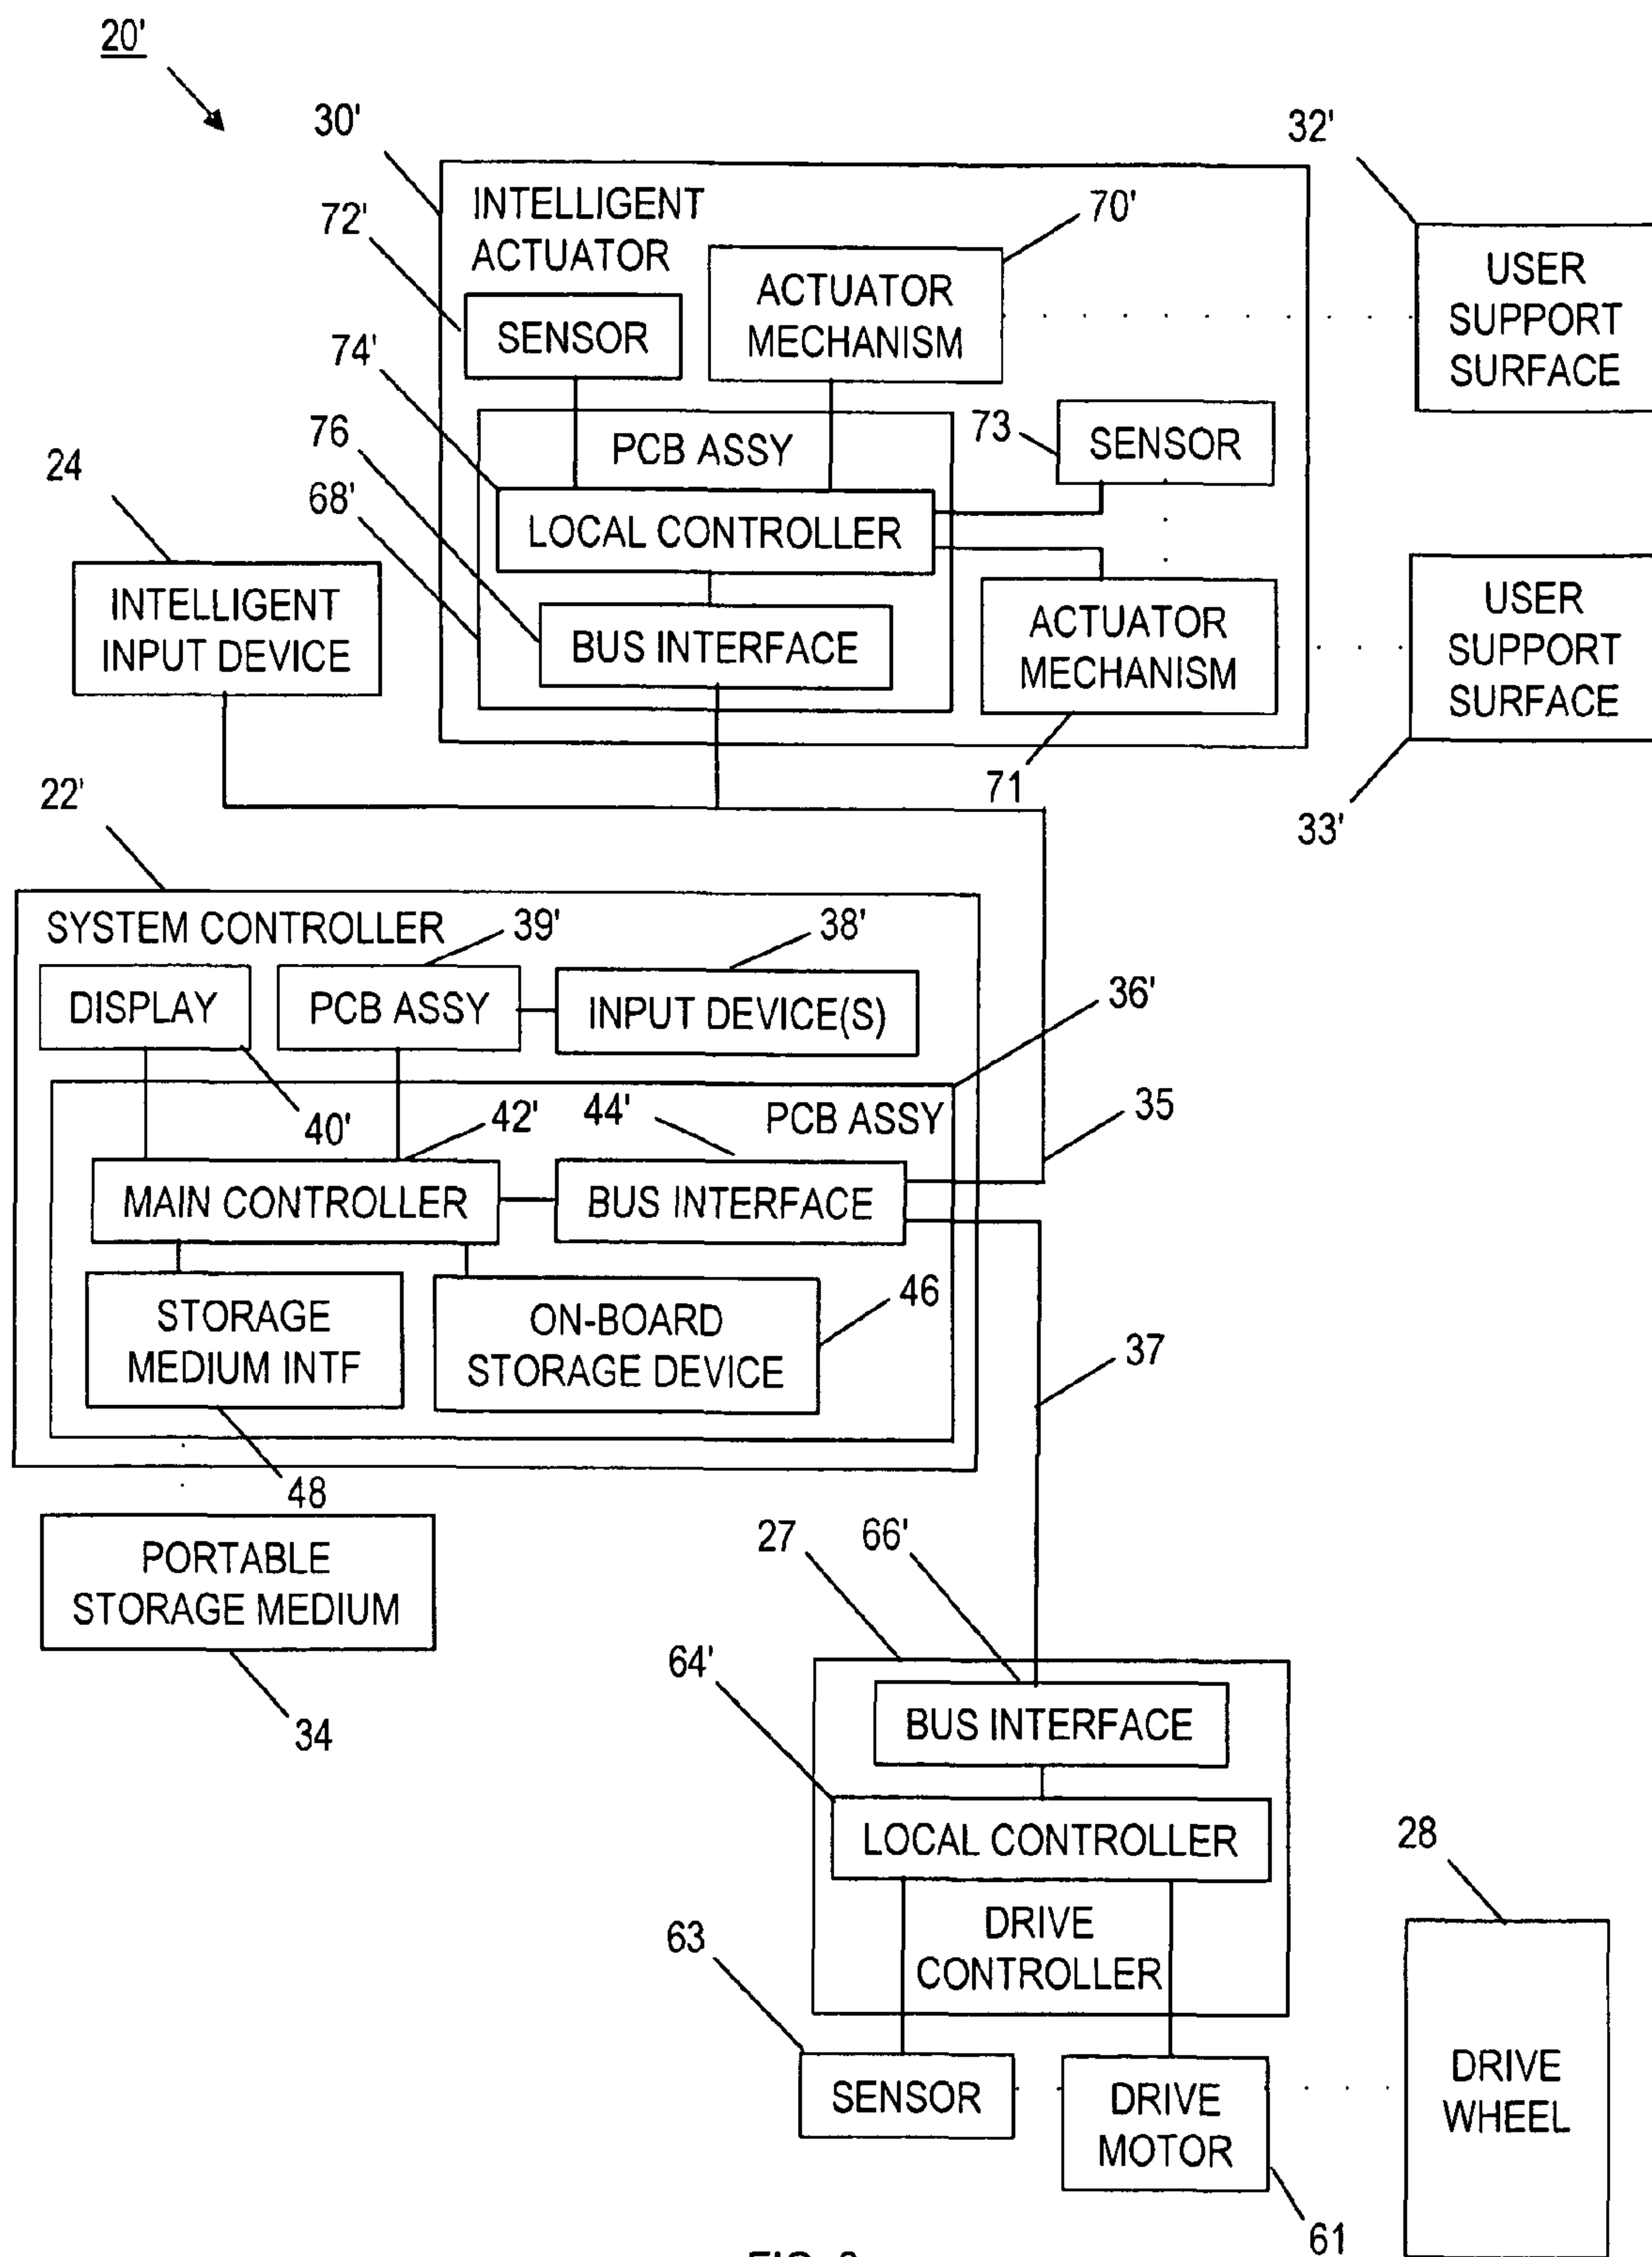 20'
30'
32'
INTELLIGENT
ACTUATOR
70'
72'
USER
SUPPORT
SURFACE
ACTUATOR
MECHANISM
SENSOR
74'
76
PCB ASSY
73
SENSOR
24
68'
LOCAL CONTROLLER
INTELLIGENT
INPUT DEVICE
BUS INTERFACE
ACTUATOR
MECHANISM
USER
SUPPORT
SURFACE
71
22'
33'
SYSTEM CONTROLLER
39'
38'
DISPLAY
PCB ASSY
INPUT DEVICE(S)
36'
40'
42'
44'
PCB ASSY
35
MAIN CONTROLLER
BUS INTERFACE
STORAGE
MEDIUM INTF
ON-BOARD
STORAGE DEVICE
46
37
48
PORTABLE
STORAGE MEDIUM
34
27
66'
64'
BUS INTERFACE
LOCAL CONTROLLER
28
DRIVE
CONTROLLER
63
SENSOR
DRIVE
MOTOR
DRIVE
WHEEL
61